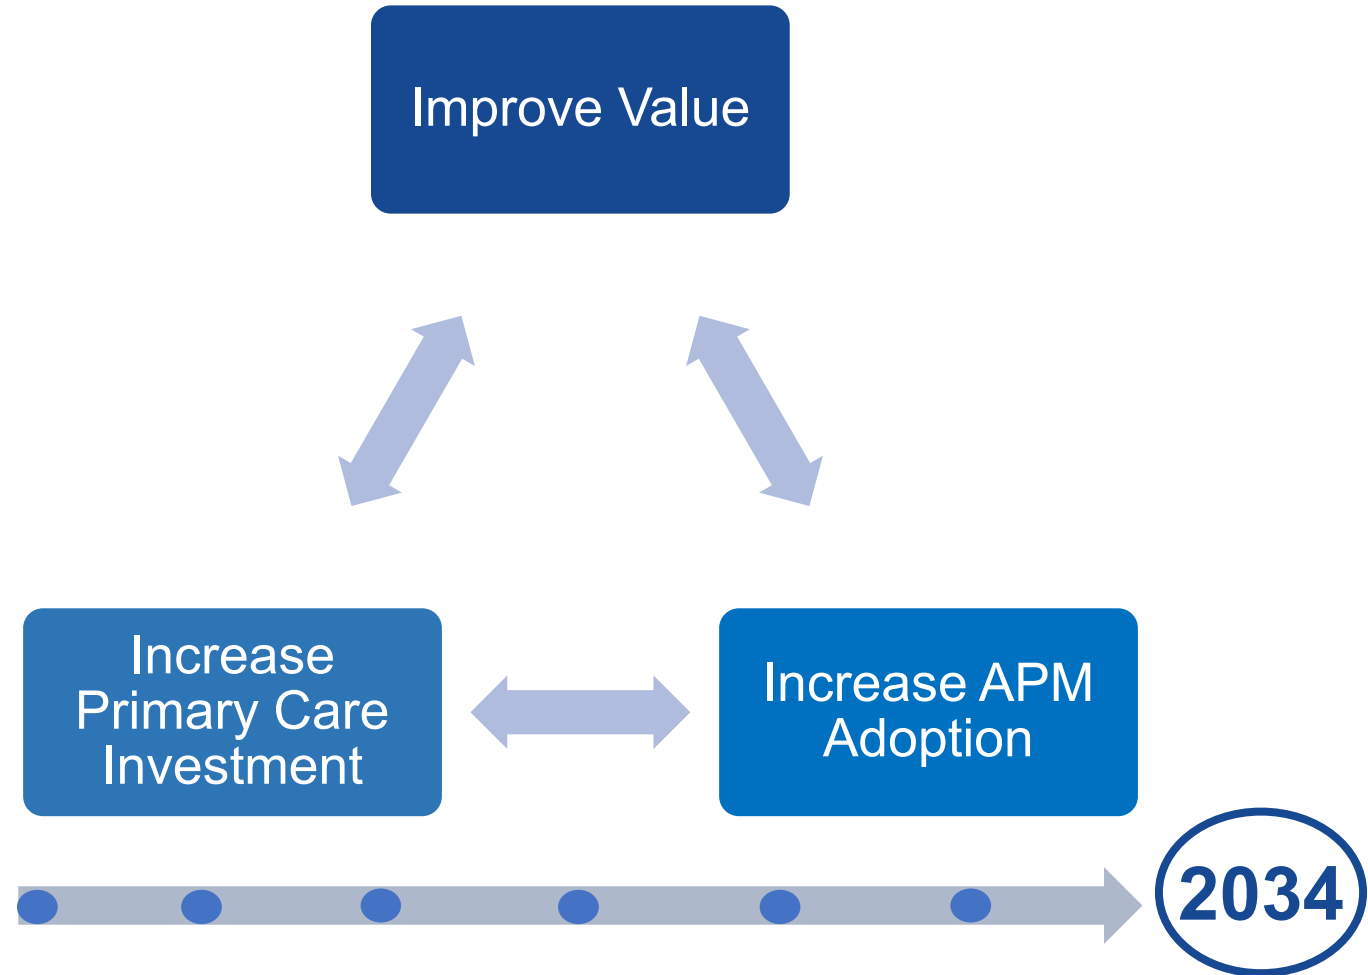 Improve Value
Increase
Primary Care
Investment
Increase APM
Adoption
2034